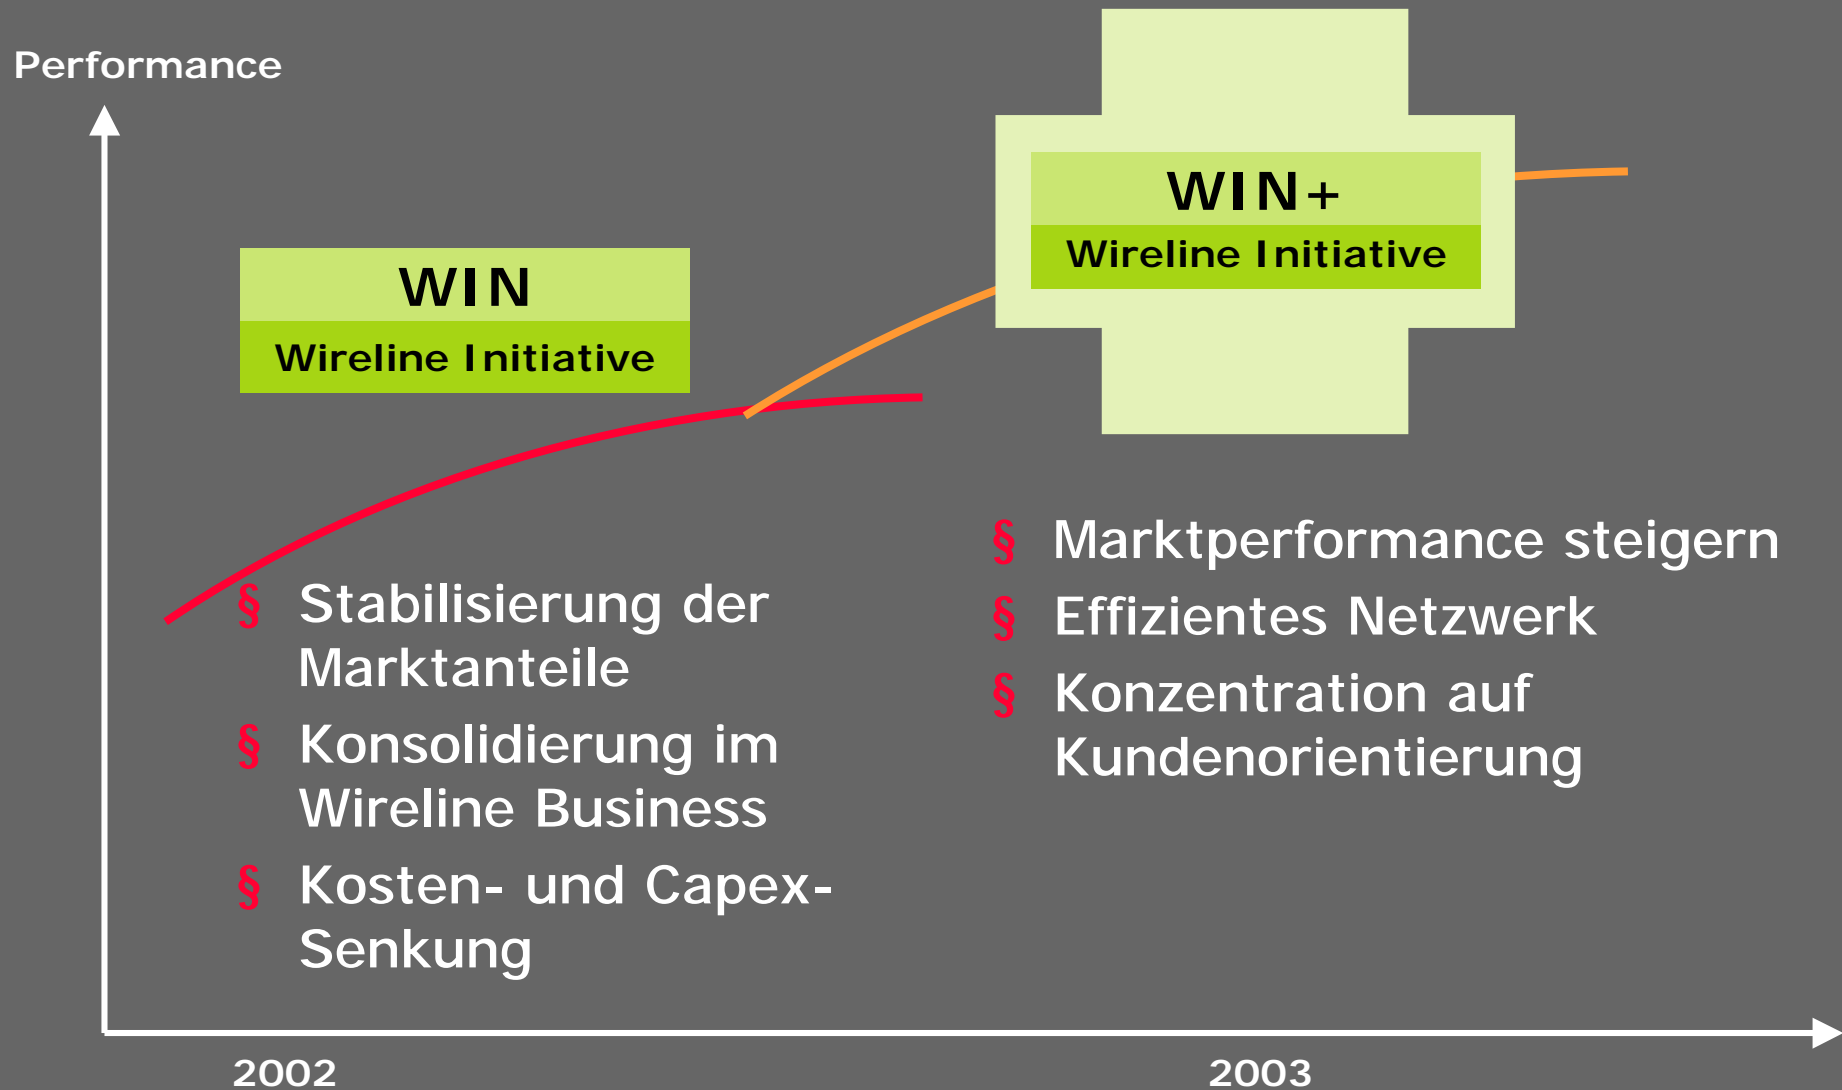 Performance
WIN
Wireline Initiative
WIN+
Wireline Initiative
§ Stabilisierung der
Marktanteile
§ Konsolidierung im
Wireline Business
§ Kosten- und Capex-
Senkung
§ Marktperformance steigern
§ Effizientes Netzwerk
§ Konzentration auf
Kundenorientierung
2002
2003